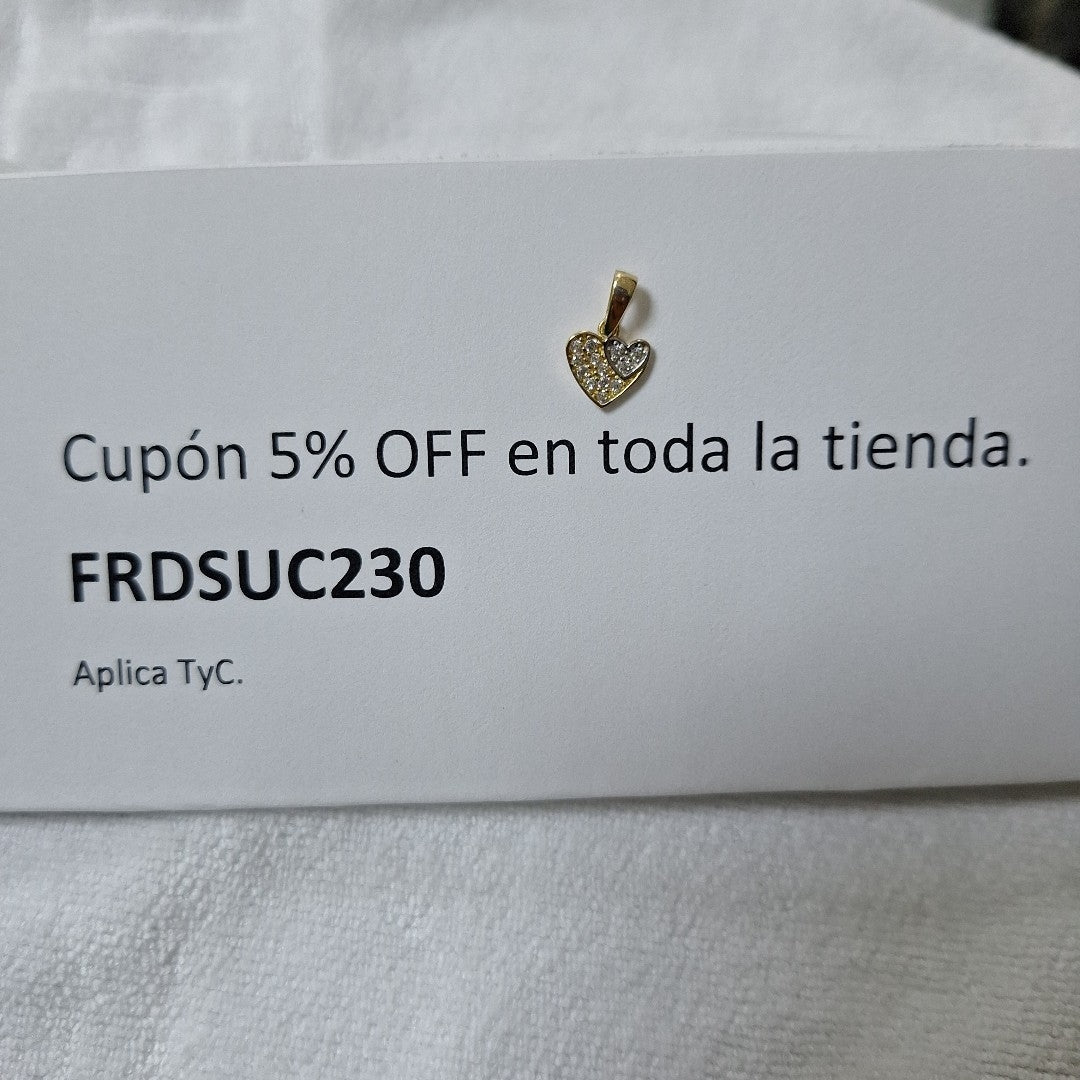 Cupón 5% OFF en toda la tienda.
FRDSUC230
Aplica TyC.